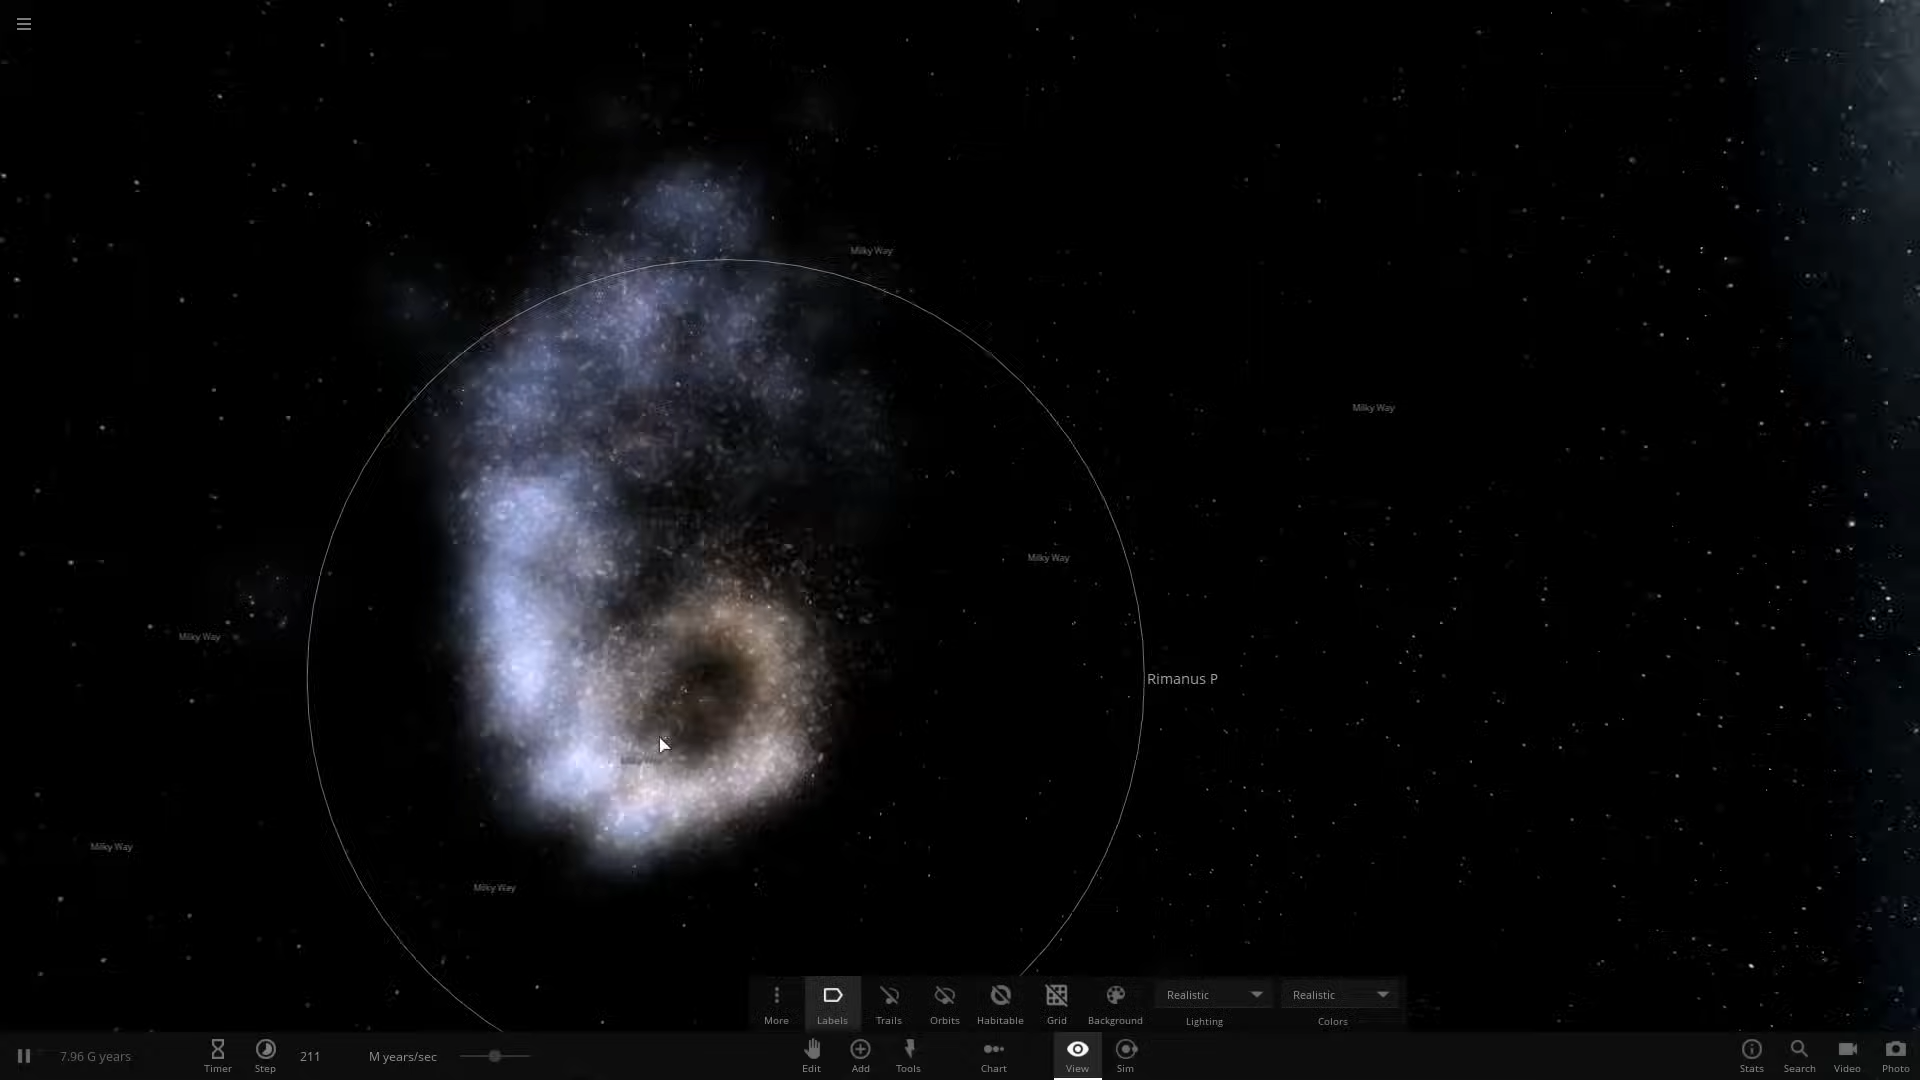 Milky Way
Milky Way
Milky Way
Milky Way
Rimanus P
Milky Way
Milky Way
Milky Way
Realistic
Realistic
More
Labels
Trails
Orbits
Habitable
Grid
Background
Lighting
Colors
7.96 G years
Timer
Step
211
M years/sec
Edit
Add
Tools
Chart
View
Sim
Stats
Search
Video
Photo